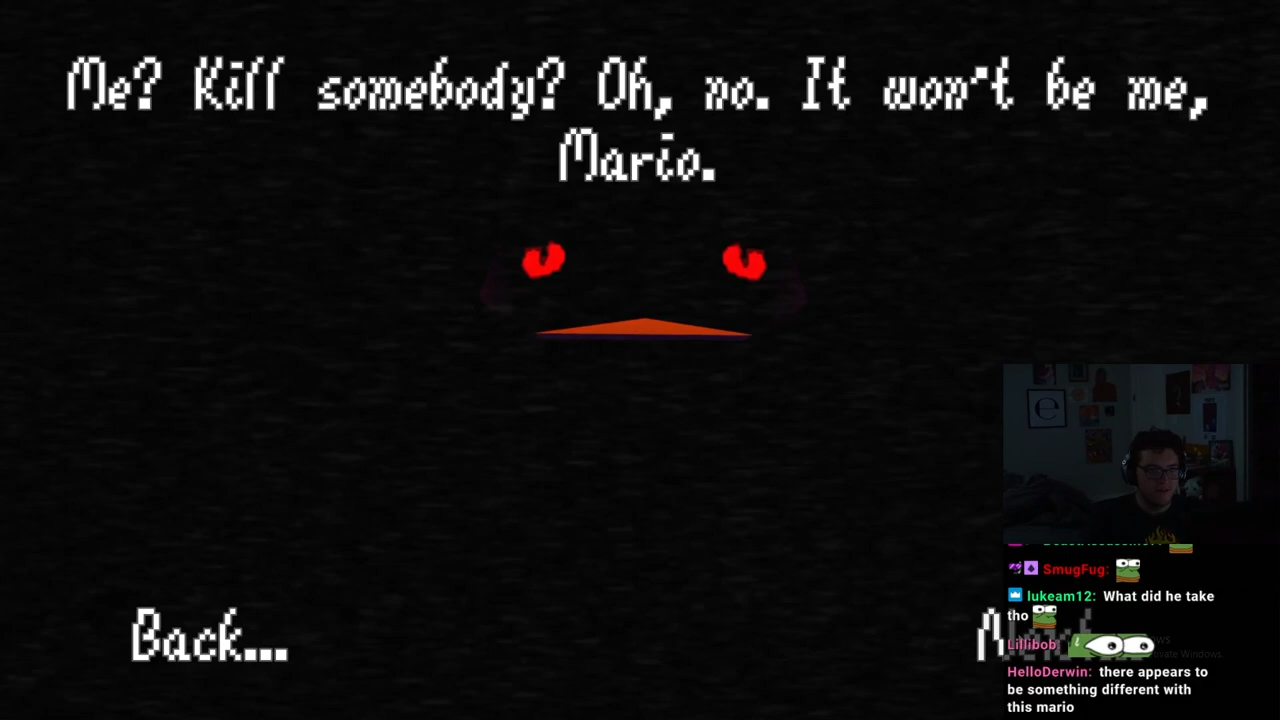 Me? Kill somebody? Oh, no. It won't be me,
Mario.
e
SmugFug:
lukeam12: What did he take
tho
Back...
Lillibob
HelloDerwin: there appears to
be something different with
this mario